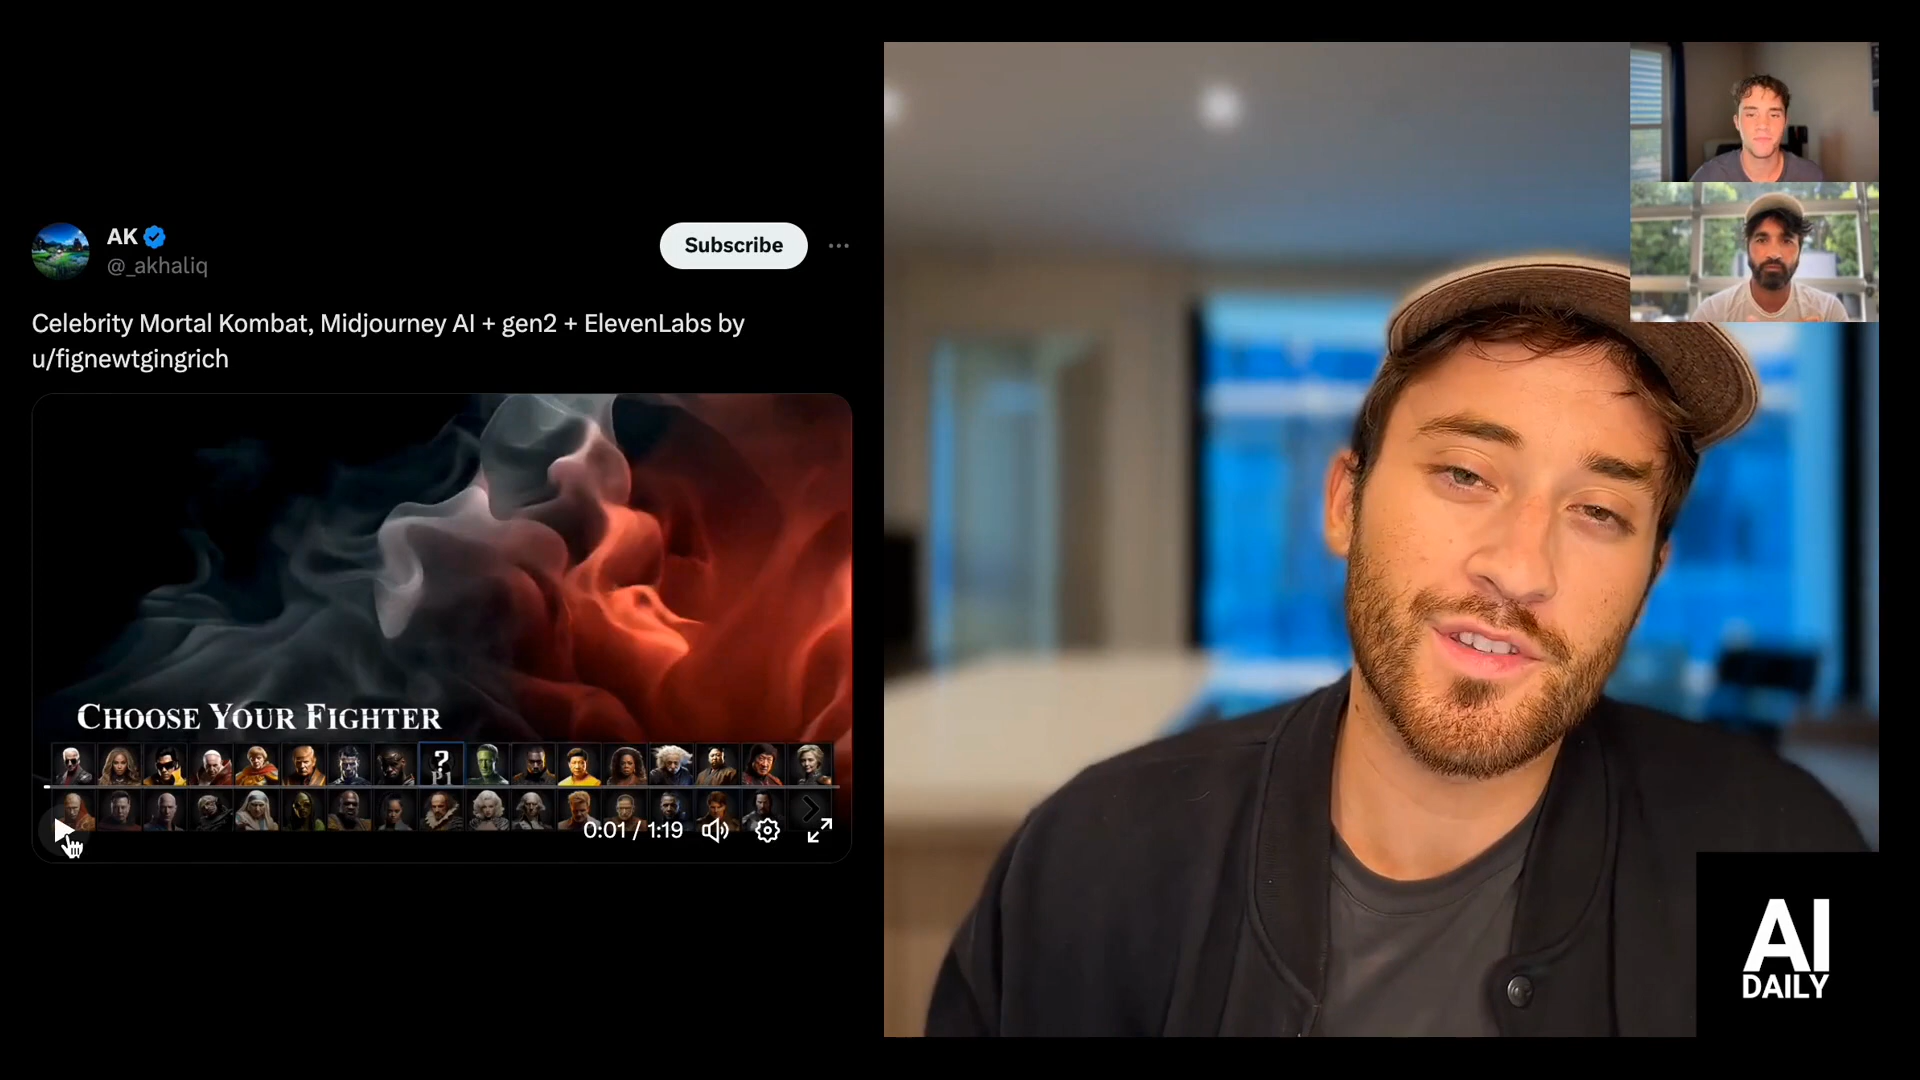 AK
@_akhaliq
Subscribe
Celebrity Mortal Kombat, Midjourney AI + gen2 + ElevenLabs by
u/fignewtgingrich
CHOOSE YOUR FIGHTER
?
P1
0:01 / 1:19
AI
DAILY